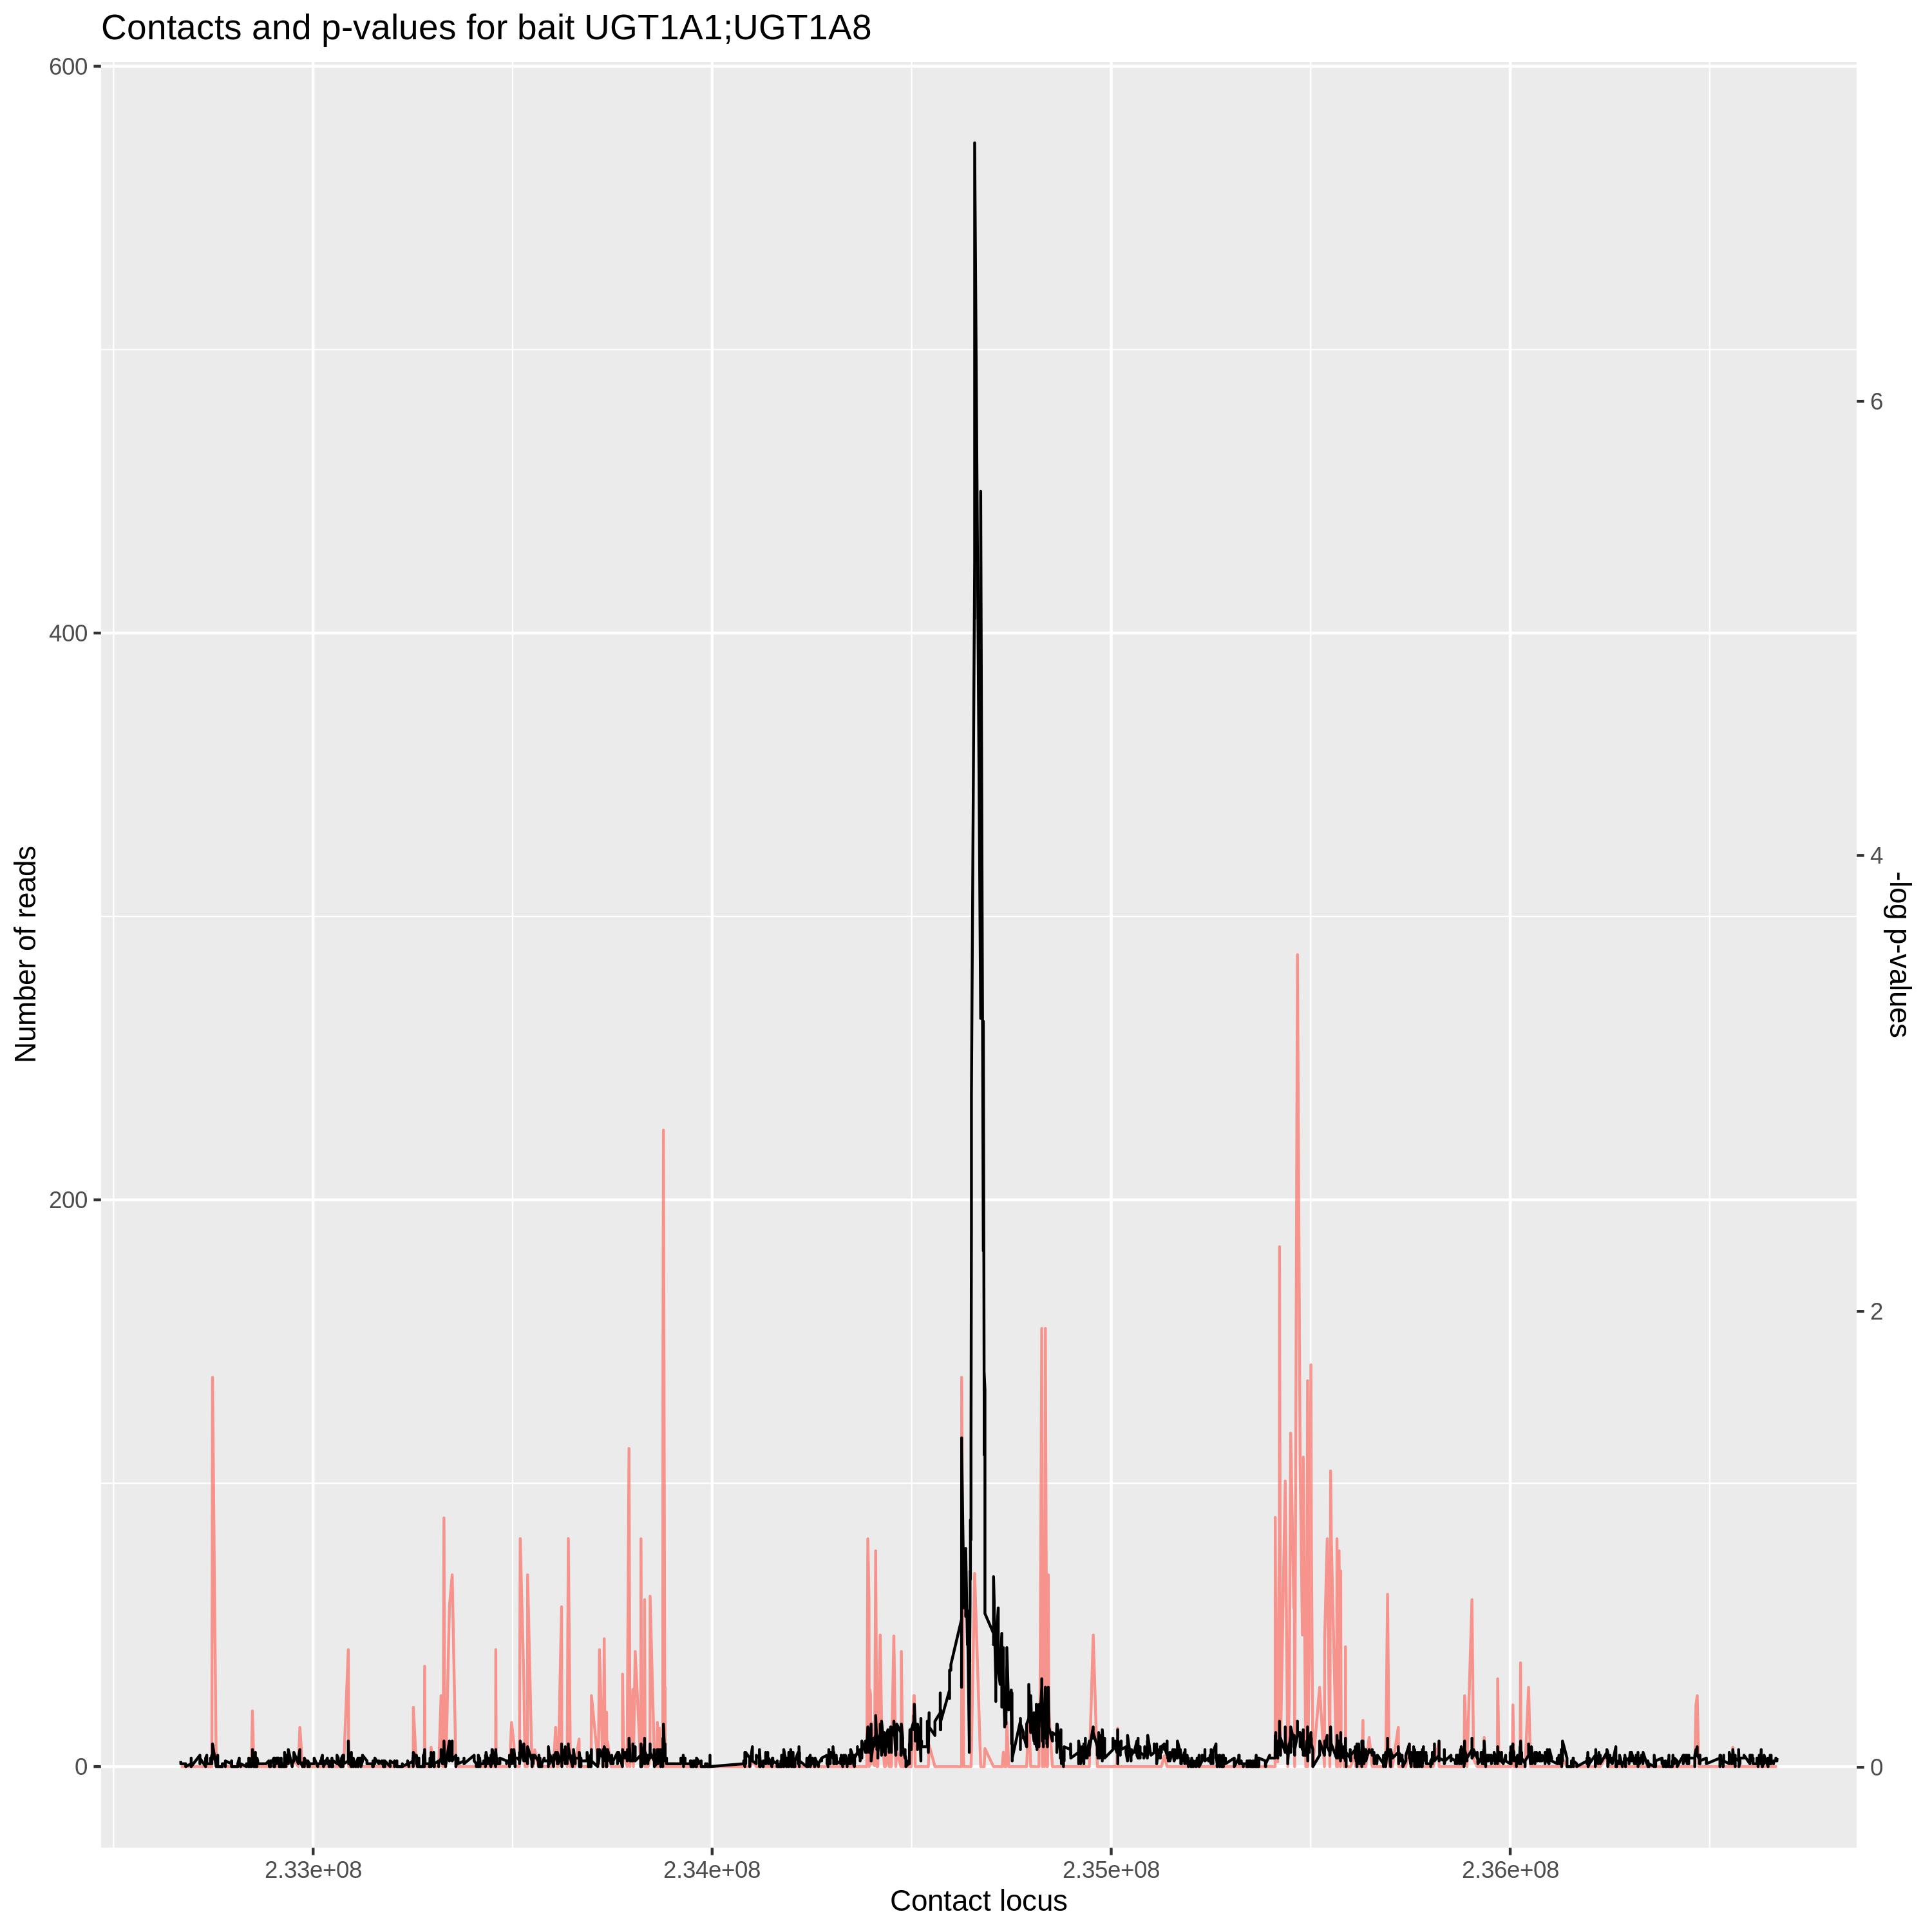 Contacts and p-values for bait UGT1A1;UGT1A8
600
400
200
0
Number of reads
6
4
2
0
-log p-values
2.33e+08
2.34e+08
2.35e+08
2.36e+08
Contact locus